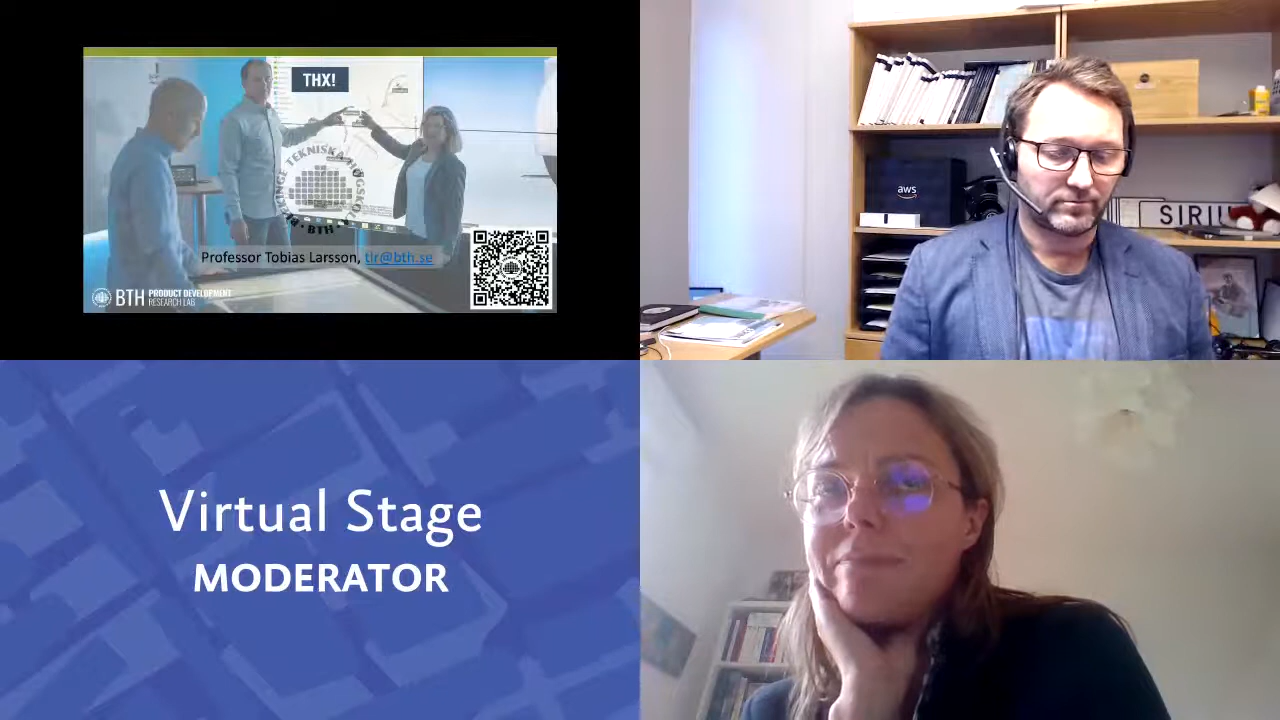 THX!
BLEKINGE TEKNISKA HÖGSKOLA
· BTH ·
Professor Tobias Larsson, tlr@bth.se
BTH PRODUCT DEVELOPMENT
RESEARCH LAB
aws
SIRIU
Virtual Stage
MODERATOR